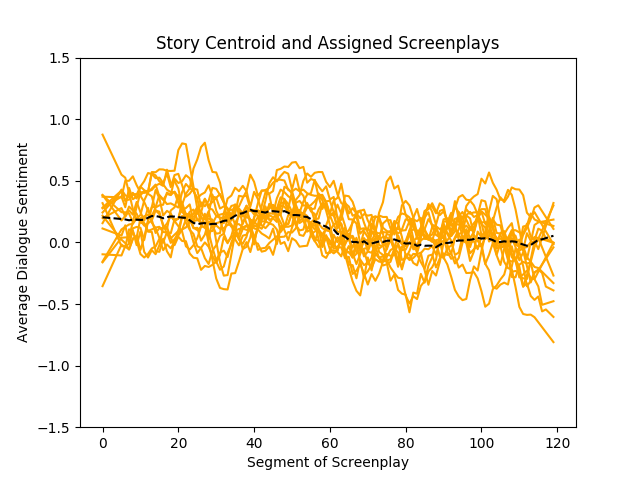 Story Centroid and Assigned Screenplays
Average Dialogue Sentiment
1.5
1.0
0.5
0.0
−0.5
−1.0
−1.5
0 20 40 60 80 100 120
Segment of Screenplay